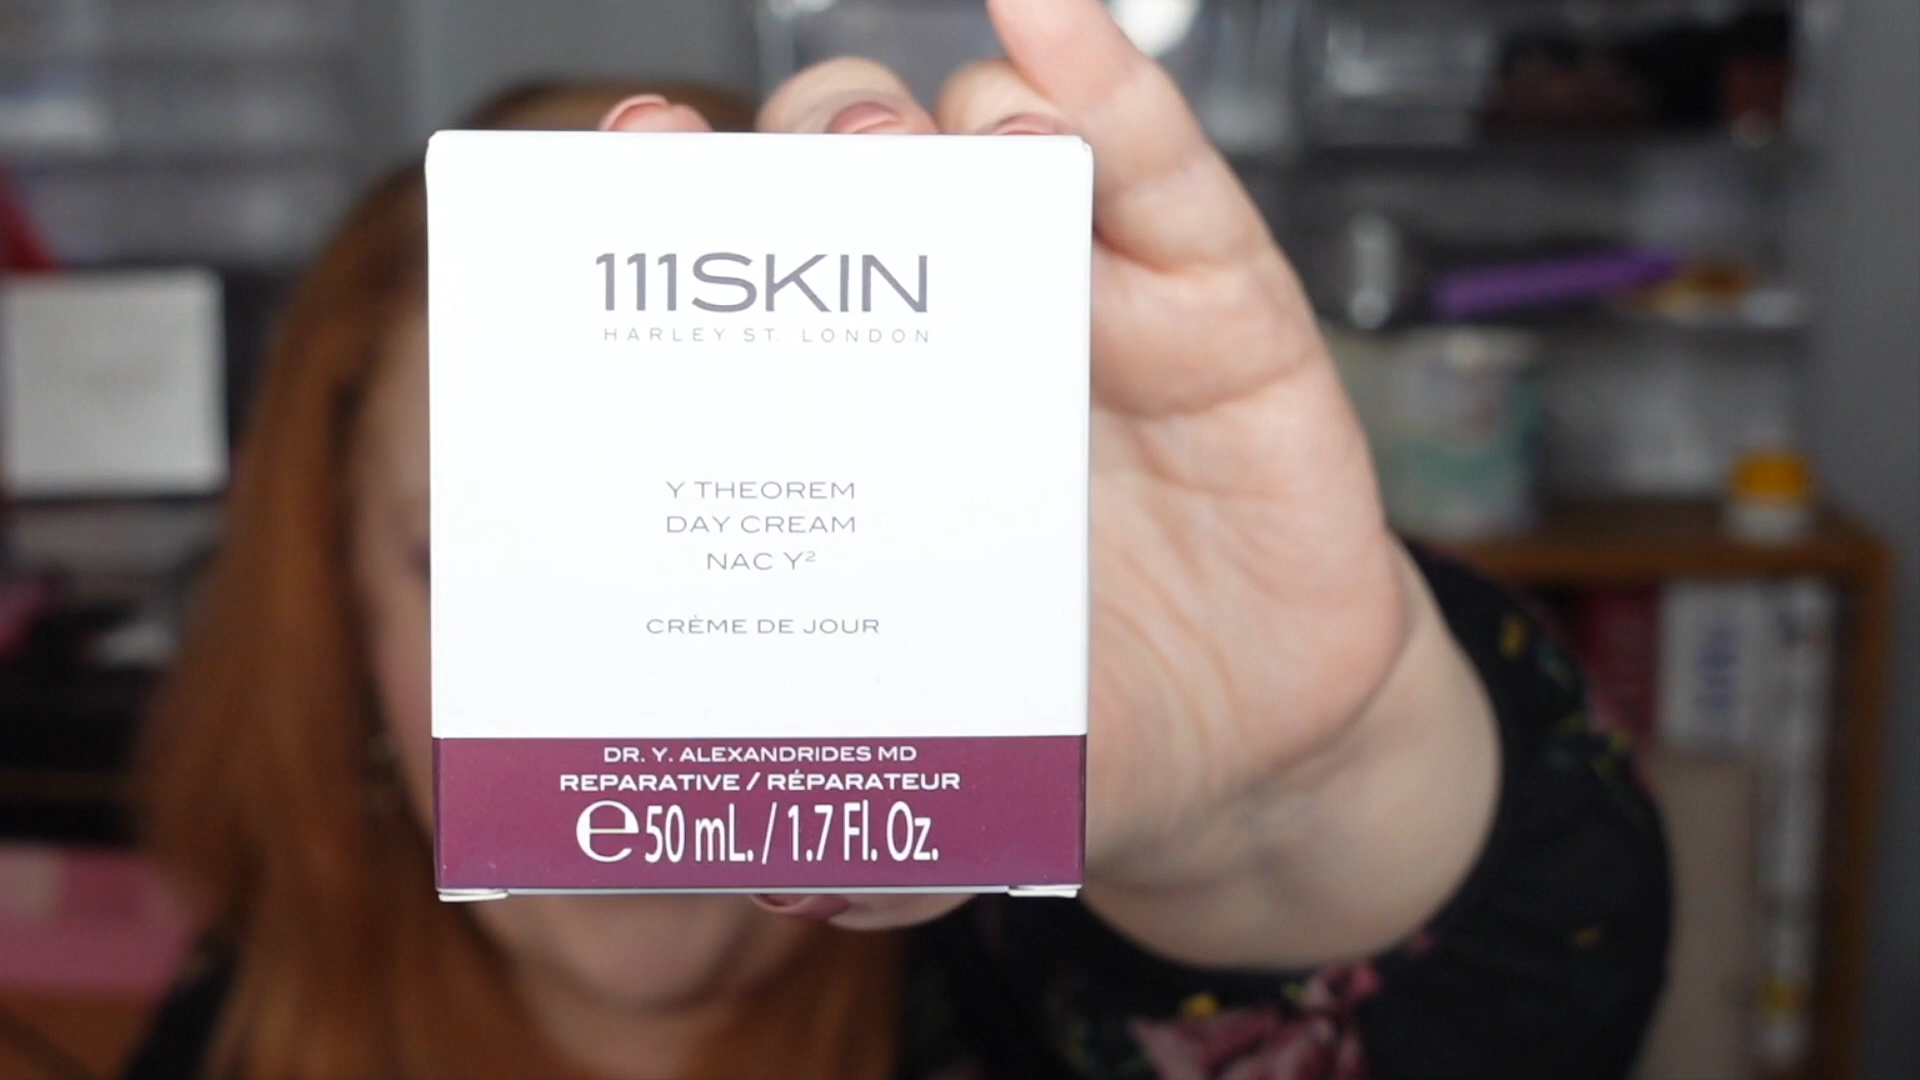 111SKIN
HARLEY ST. LONDON
Y THEOREM
DAY CREAM
NAC Y²
CRÈME DE JOUR
DR. Y. ALEXANDRIDES MD
REPARATIVE / RÉPARATEUR
℮ 50 mL. / 1.7 Fl. Oz.